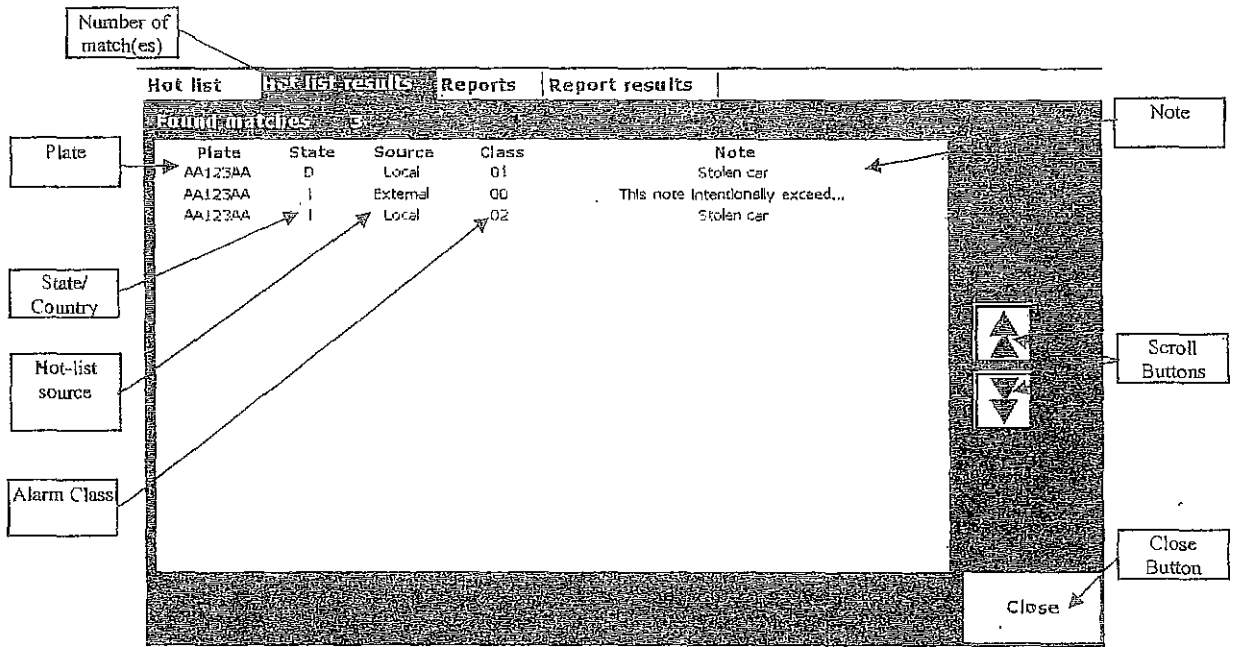 Number of
match(es)
Hot list Hot list results Reports Report results
Found matches 3
Note
Plate
Plate State Source Class Note
AA123AA D Local 01 Stolen car
AA123AA I External 00 This note intentionally exceed...
AA123AA I Local 02 Stolen car
State/
Country
Scroll
Buttons
Hot-list
source
Alarm Class
Close
Button
Close